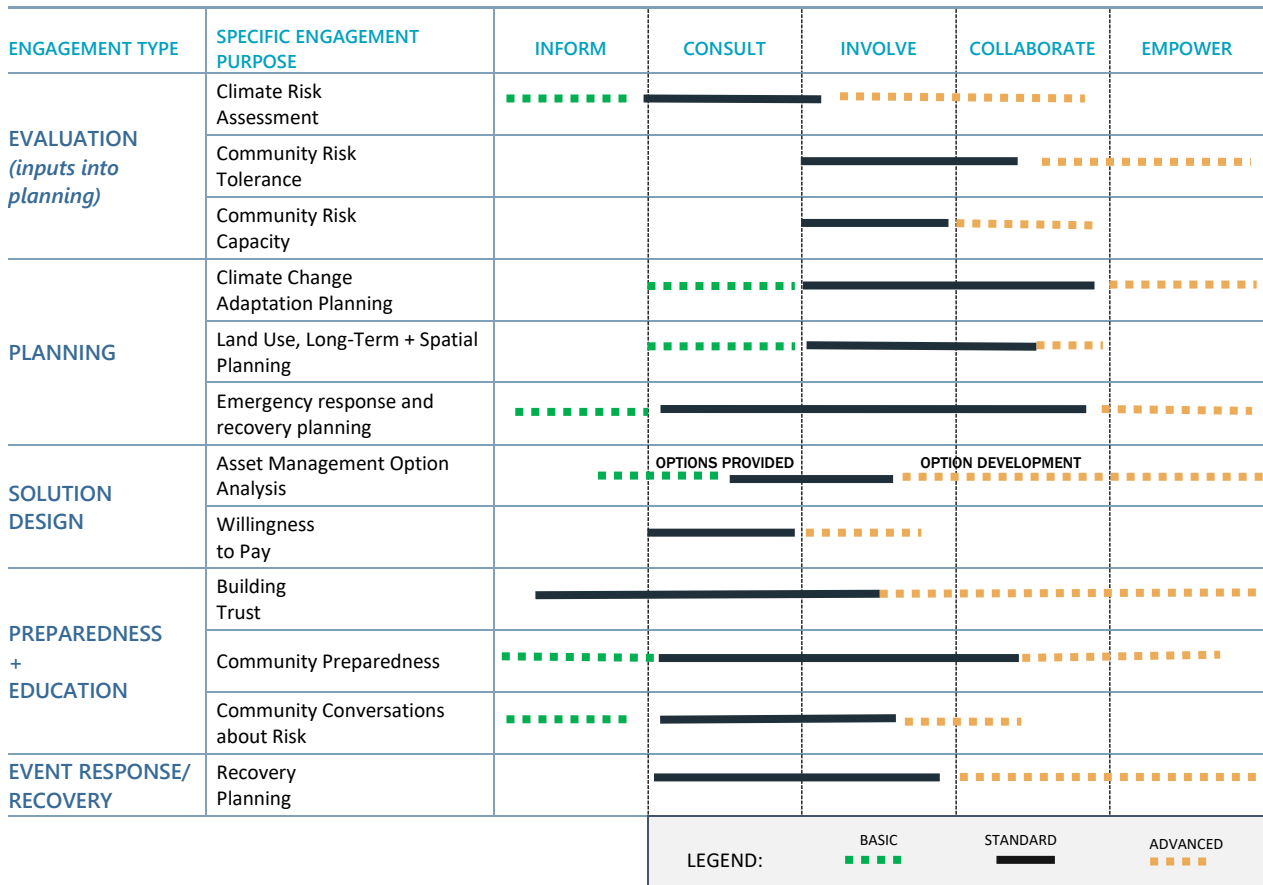 ENGAGEMENT TYPE
SPECIFIC ENGAGEMENT
PURPOSE
INFORM
CONSULT
INVOLVE
COLLABORATE
EMPOWER
EVALUATION
(inputs into
planning)
Climate Risk
Assessment
Community Risk
Tolerance
Community Risk
Capacity
PLANNING
Climate Change
Adaptation Planning
Land Use, Long-Term + Spatial
Planning
Emergency response and
recovery planning
SOLUTION
DESIGN
Asset Management Option
Analysis
OPTIONS PROVIDED
OPTION DEVELOPMENT
Willingness
to Pay
PREPAREDNESS
+
EDUCATION
Building
Trust
Community Preparedness
Community Conversations
about Risk
EVENT RESPONSE/
RECOVERY
Recovery
Planning
LEGEND:
BASIC
STANDARD
ADVANCED